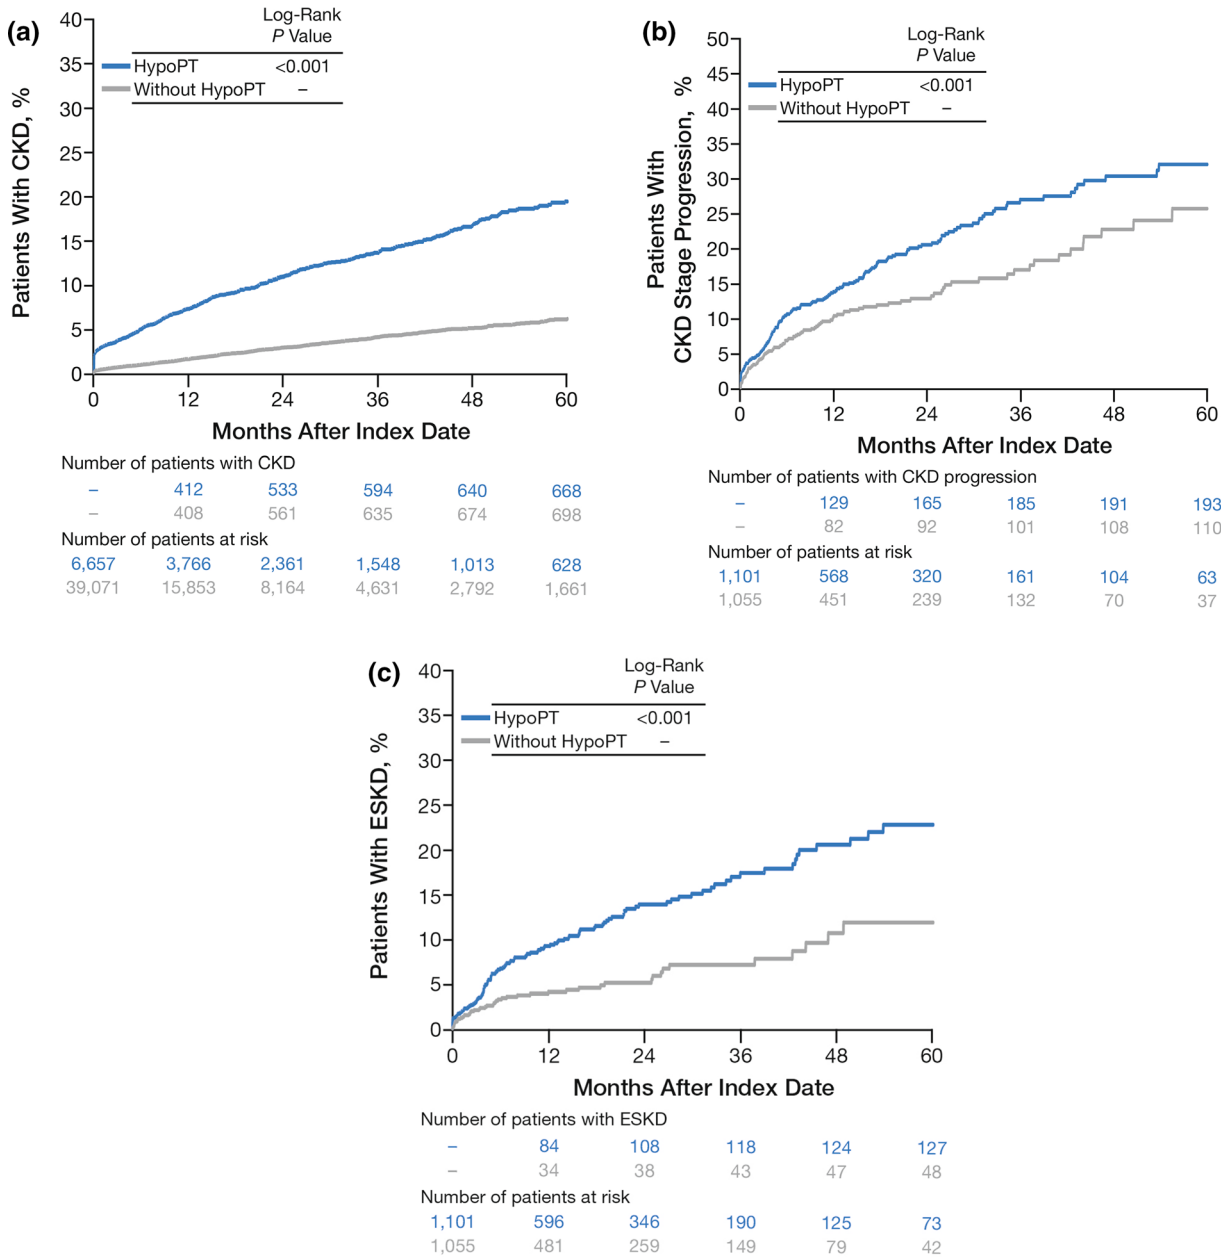 (a)
Log-Rank
P Value
HypoPT <0.001
Without HypoPT –
Patients With CKD, %
40
35
30
25
20
15
10
5
0
0 12 24 36 48 60
Months After Index Date
Number of patients with CKD
– 412 533 594 640 668
– 408 561 635 674 698
Number of patients at risk
6,657 3,766 2,361 1,548 1,013 628
39,071 15,853 8,164 4,631 2,792 1,661
(b)
Log-Rank
P Value
HypoPT <0.001
Without HypoPT –
Patients With
CKD Stage Progression, %
50
45
40
35
30
25
20
15
10
5
0
0 12 24 36 48 60
Months After Index Date
Number of patients with CKD progression
– 129 165 185 191 193
– 82 92 101 108 110
Number of patients at risk
1,101 568 320 161 104 63
1,055 451 239 132 70 37
(c)
Log-Rank
P Value
HypoPT <0.001
Without HypoPT –
Patients With ESKD, %
40
35
30
25
20
15
10
5
0
0 12 24 36 48 60
Months After Index Date
Number of patients with ESKD
– 84 108 118 124 127
– 34 38 43 47 48
Number of patients at risk
1,101 596 346 190 125 73
1,055 481 259 149 79 42